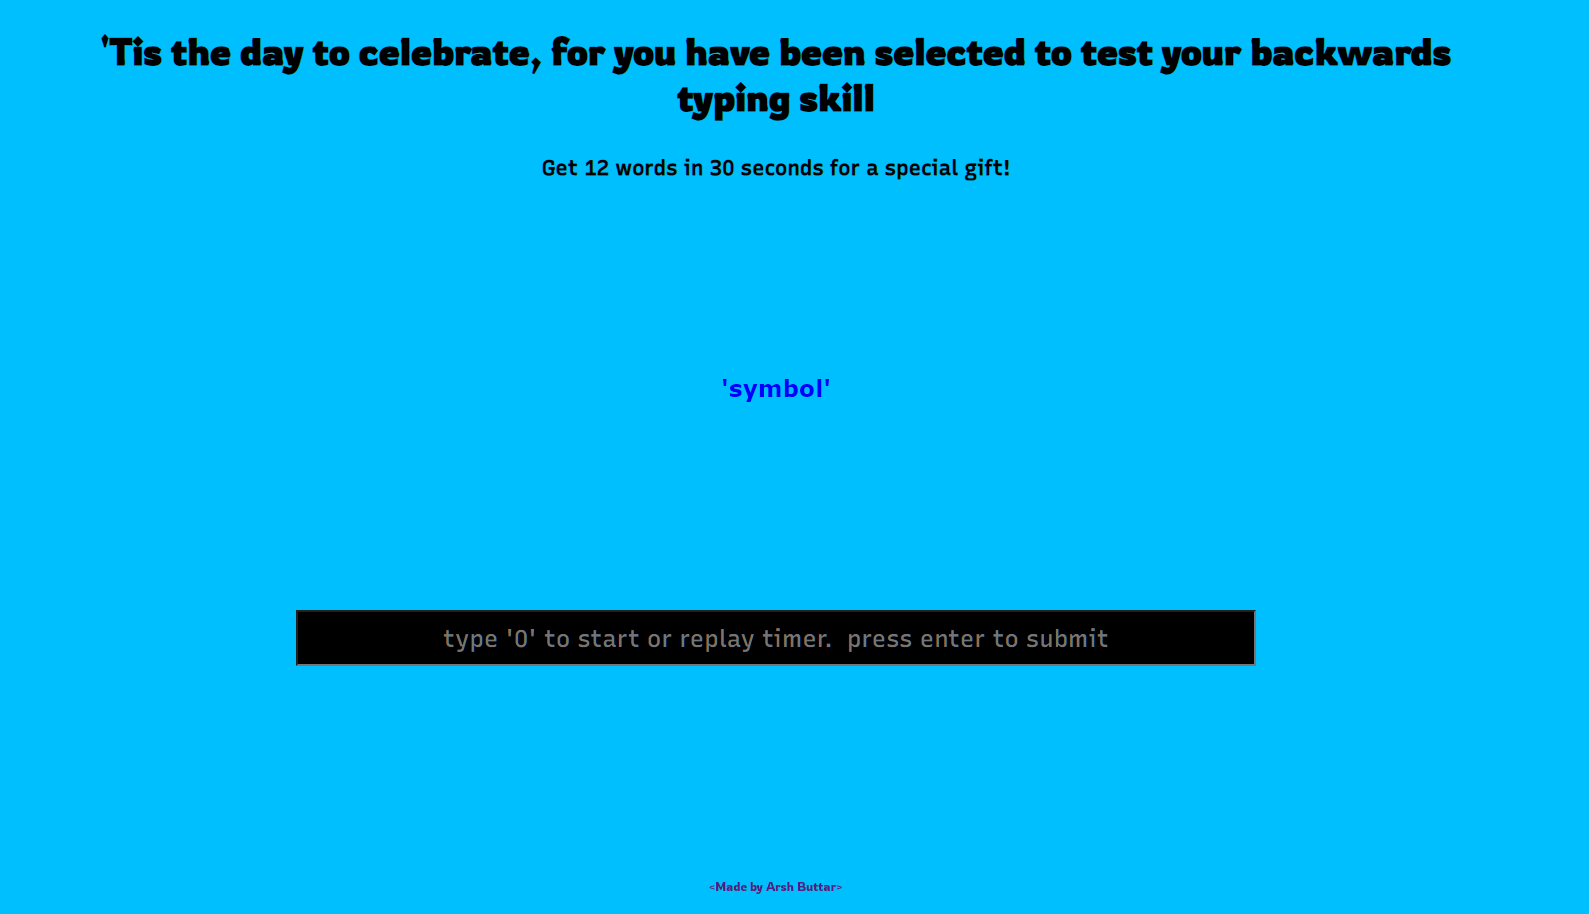 'Tis the day to celebrate, for you have been selected to test your backwards
typing skill
Get 12 words in 30 seconds for a special gift!
'symbol'
type '0' to start or replay timer.  press enter to submit
<Made by Arsh Buttar>